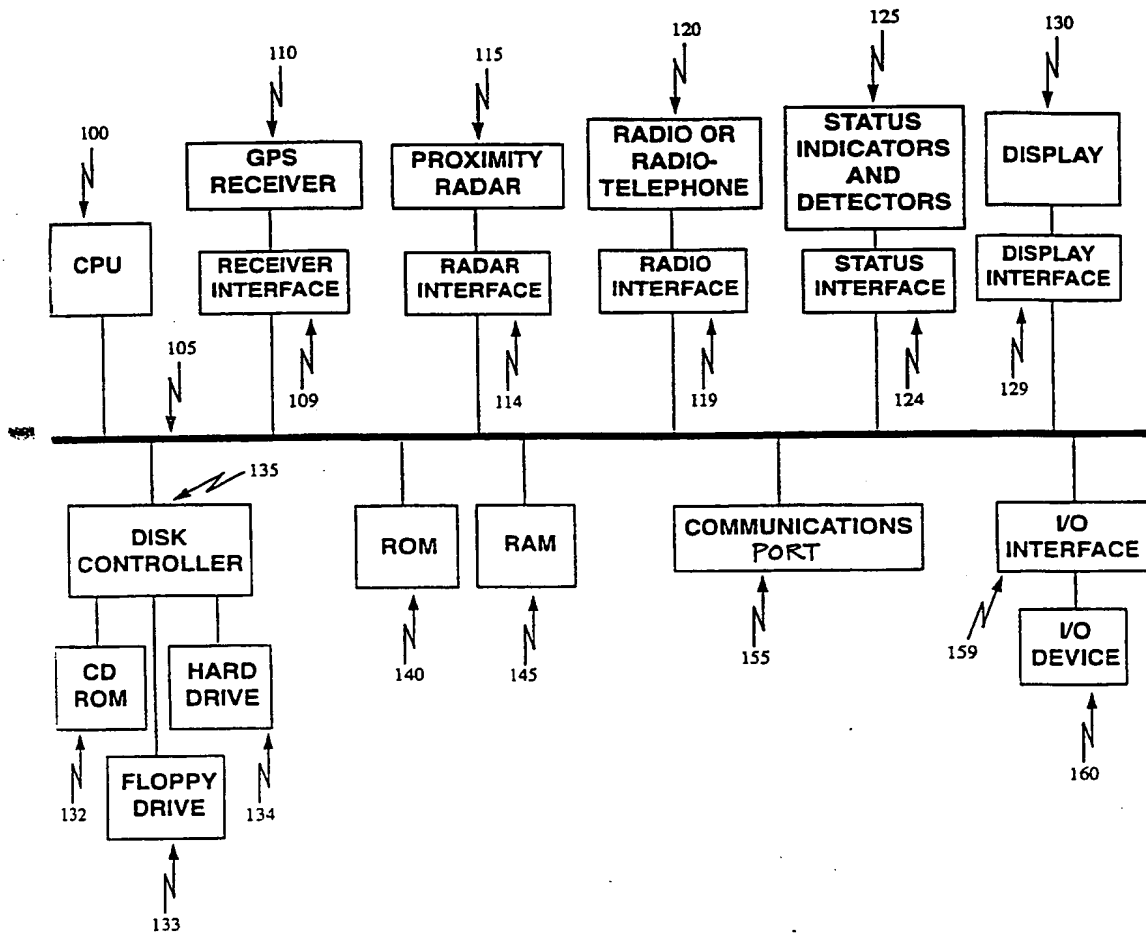 110
115
120
125
130
100
GPS
RECEIVER
PROXIMITY
RADAR
RADIO OR
RADIO-
TELEPHONE
STATUS
INDICATORS
AND
DETECTORS
DISPLAY
CPU
RECEIVER
INTERFACE
RADAR
INTERFACE
RADIO
INTERFACE
STATUS
INTERFACE
DISPLAY
INTERFACE
105
109
114
119
124
129
135
DISK
CONTROLLER
ROM
RAM
COMMUNICATIONS
PORT
I/O
INTERFACE
140
145
155
159
CD
ROM
HARD
DRIVE
I/O
DEVICE
132
FLOPPY
DRIVE
134
160
133